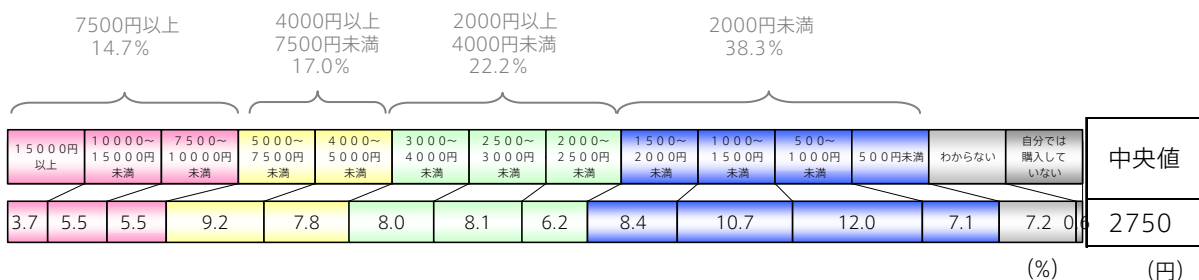 7500円以上
14.7%
4000円以上
7500円未満
17.0%
2000円以上
4000円未満
22.2%
2000円未満
38.3%
１５０００円
以上
１００００～
１５０００円
未満
７５００～
１００００円
未満
５０００～
７５００円
未満
４０００～
５０００円
未満
３０００～
４０００円
未満
２５００～
３０００円
未満
２０００～
２５００円
未満
１５００～
２０００円
未満
１０００～
１５００円
未満
５００～
１０００円
未満
５００円未満
わからない
自分では
購入して
いない
中央値
3.7 5.5 5.5 9.2 7.8 8.0 8.1 6.2 8.4 10.7 12.0 7.1 7.2 0.6 2750
(%) (円)